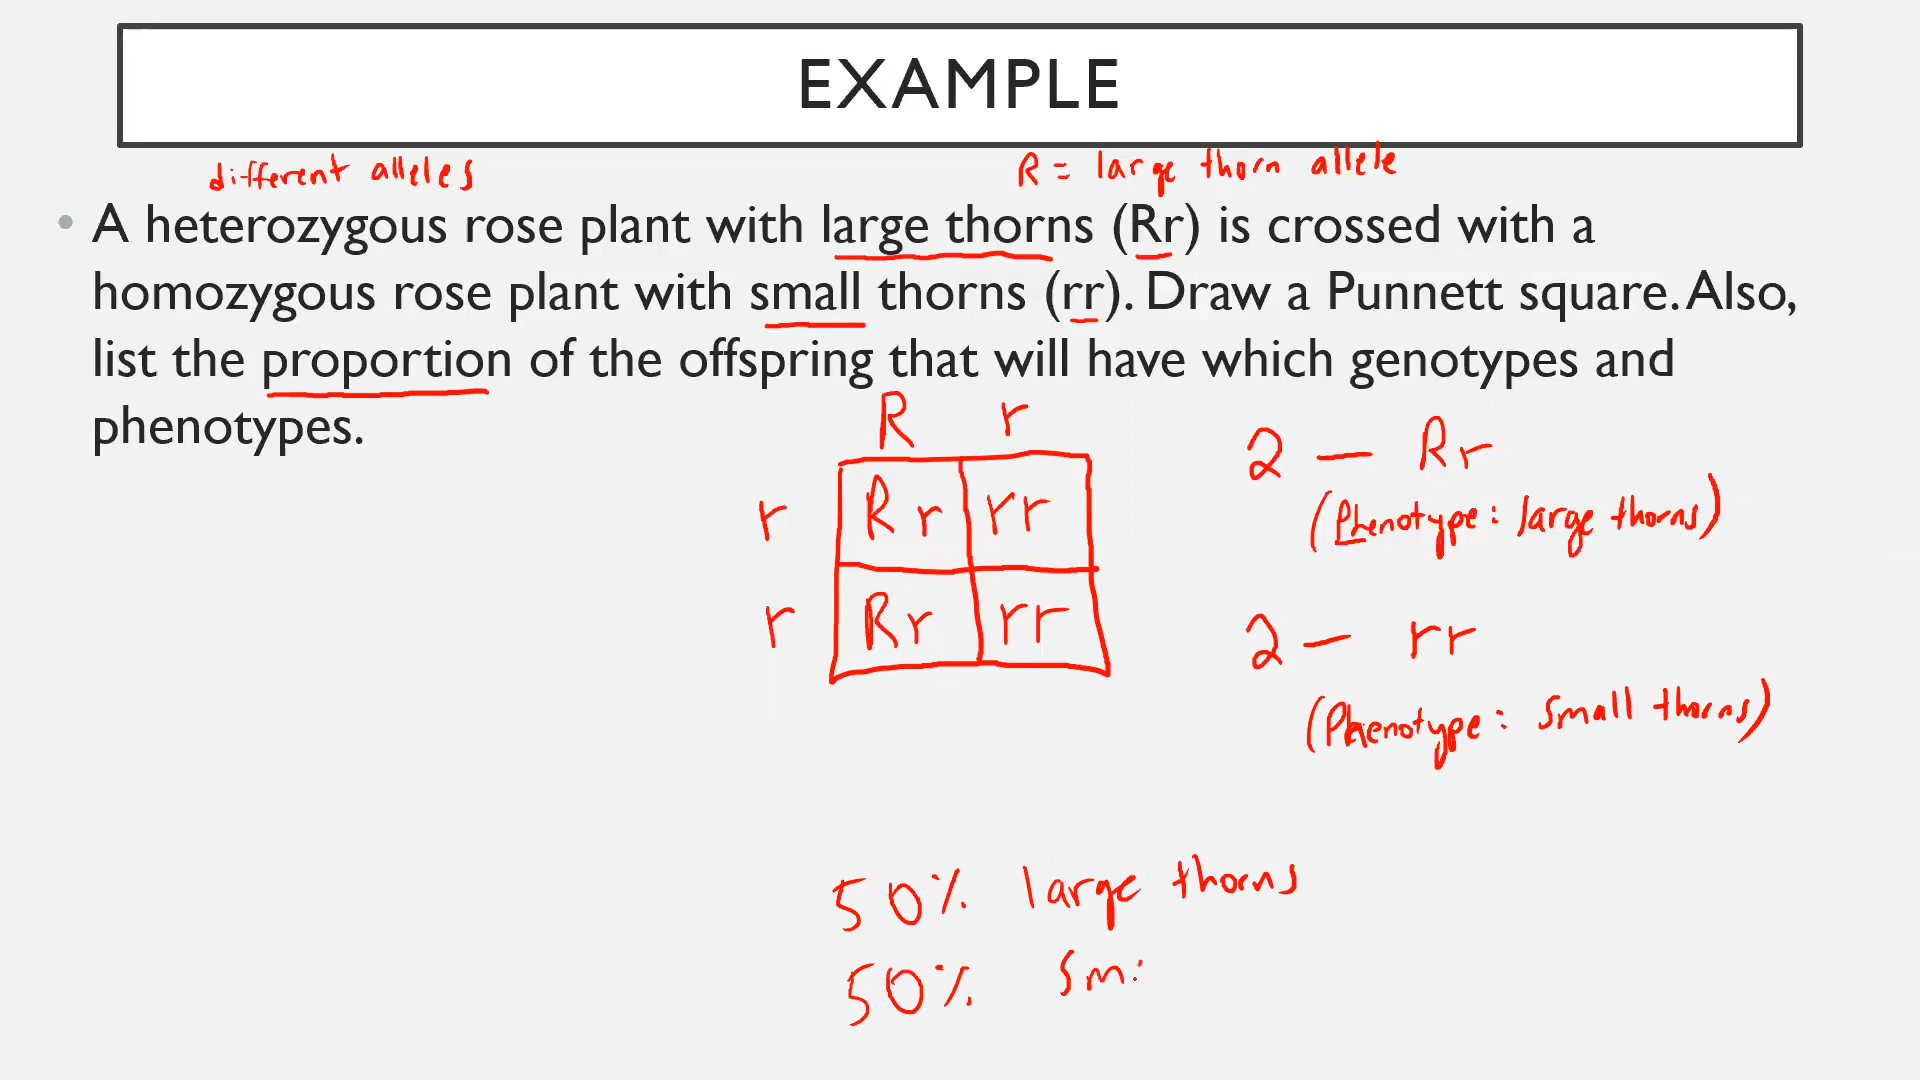 EXAMPLE
different alleles
R = large thorn allele
• A heterozygous rose plant with large thorns (Rr) is crossed with a
homozygous rose plant with small thorns (rr). Draw a Punnett square. Also,
list the proportion of the offspring that will have which genotypes and
phenotypes.
R r
r Rr rr
r Rr rr
2 — Rr
(Phenotype: large thorns)
2 — rr
(Phenotype: small thorns)
50% large thorns
50% sm